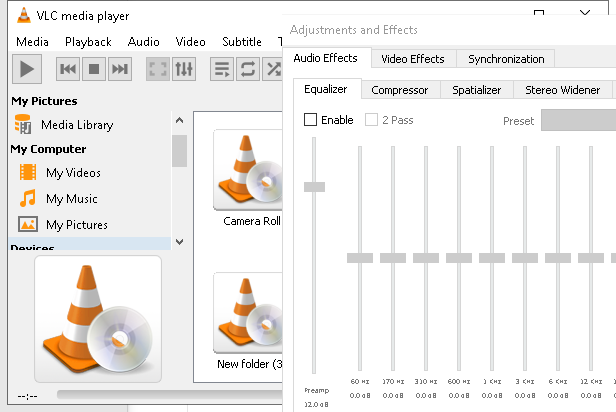 VLC media player
Media Playback Audio Video Subtitle
My Pictures
Media Library
My Computer
My Videos
My Music
My Pictures
Devices
Camera Roll
New folder (3
--:--
Adjustments and Effects
Audio Effects Video Effects Synchronization
Equalizer Compressor Spatializer Stereo Widener
Enable 2 Pass Preset
60 Hz 170 Hz 310 Hz 600 Hz 1 KHz 3 KHz 6 KHz 12 KHz
Preamp 0.0 dB 0.0 dB 0.0 dB 0.0 dB 0.0 dB 0.0 dB 0.0 dB 0.0 dB
12.0 dB